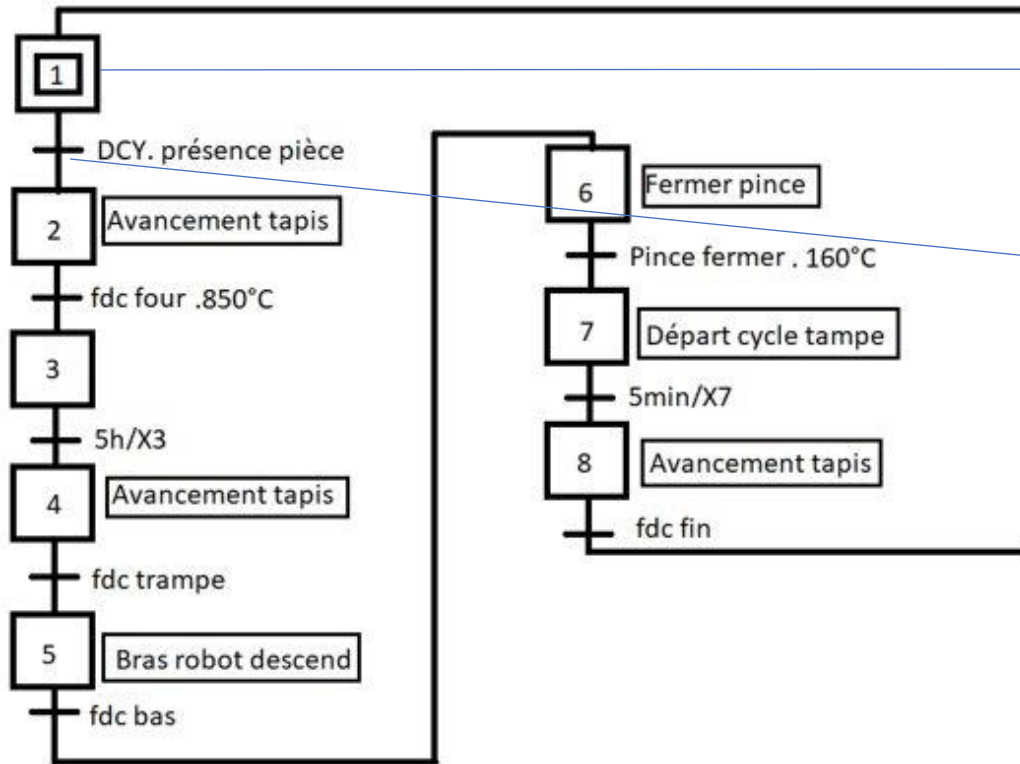 1
DCY. présence pièce
2
Avancement tapis
fdc four .850°C
3
5h/X3
4
Avancement tapis
fdc trampe
5
Bras robot descend
fdc bas
6
Fermer pince
Pince fermer . 160°C
7
Départ cycle tampe
5min/X7
8
Avancement tapis
fdc fin